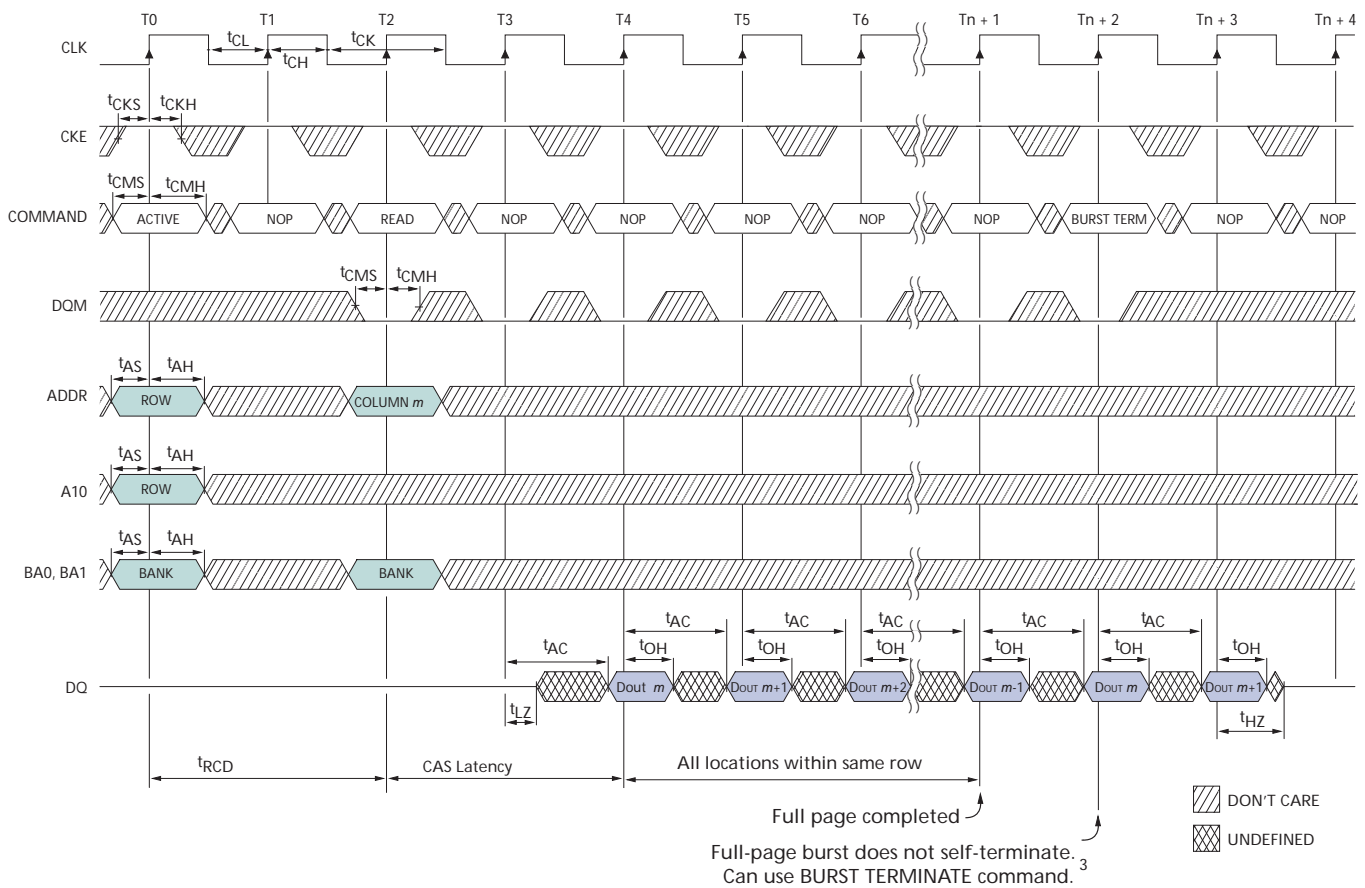 T0 T1 T2 T3 T4 T5 T6 Tn + 1 Tn + 2 Tn + 3 Tn + 4
CLK
tCL tCK
tCH
tCKS tCKH
CKE
tCMS tCMH
COMMAND ACTIVE NOP READ NOP NOP NOP NOP NOP BURST TERM NOP NOP
tCMS tCMH
DQM
tAS tAH
ADDR ROW COLUMN m
tAS tAH
A10 ROW
tAS tAH
BA0, BA1 BANK BANK
tAC tAC tAC tAC tAC tAC
tOH tOH tOH tOH tOH tOH
DQ Dout m DOUT m+1 DOUT m+2 DOUT m-1 DOUT m DOUT m+1
tLZ tHZ
tRCD CAS Latency All locations within same row
Full page completed
DON'T CARE
UNDEFINED
Full-page burst does not self-terminate. 3
Can use BURST TERMINATE command.